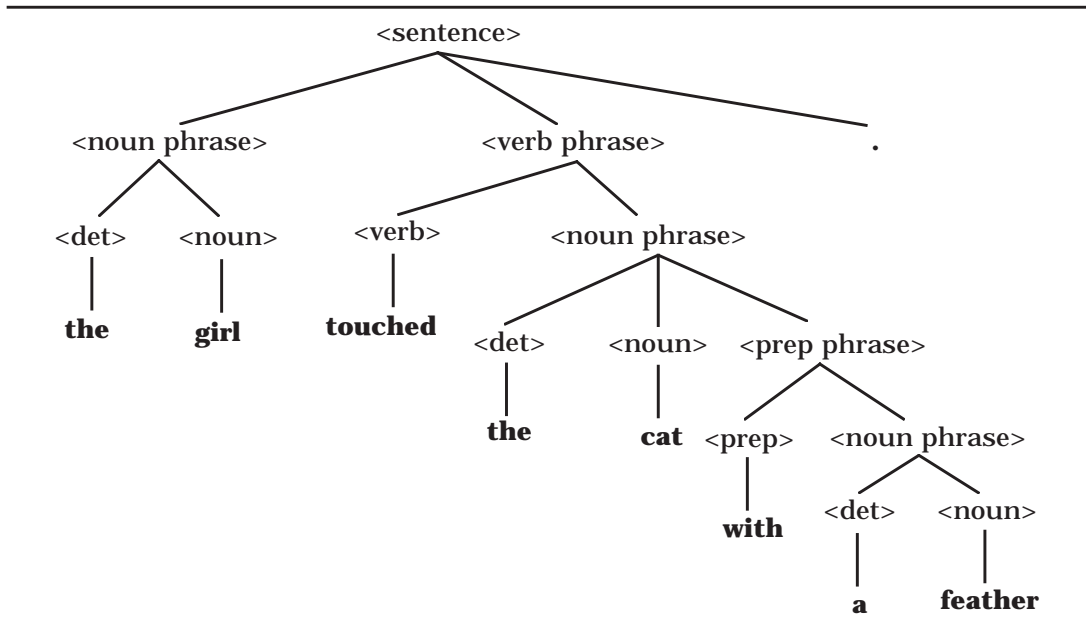 <sentence>
<noun phrase> <verb phrase> .
<det> <noun> <verb> <noun phrase>
the girl touched
<det> <noun> <prep phrase>
the cat <prep> <noun phrase>
with <det> <noun>
a feather